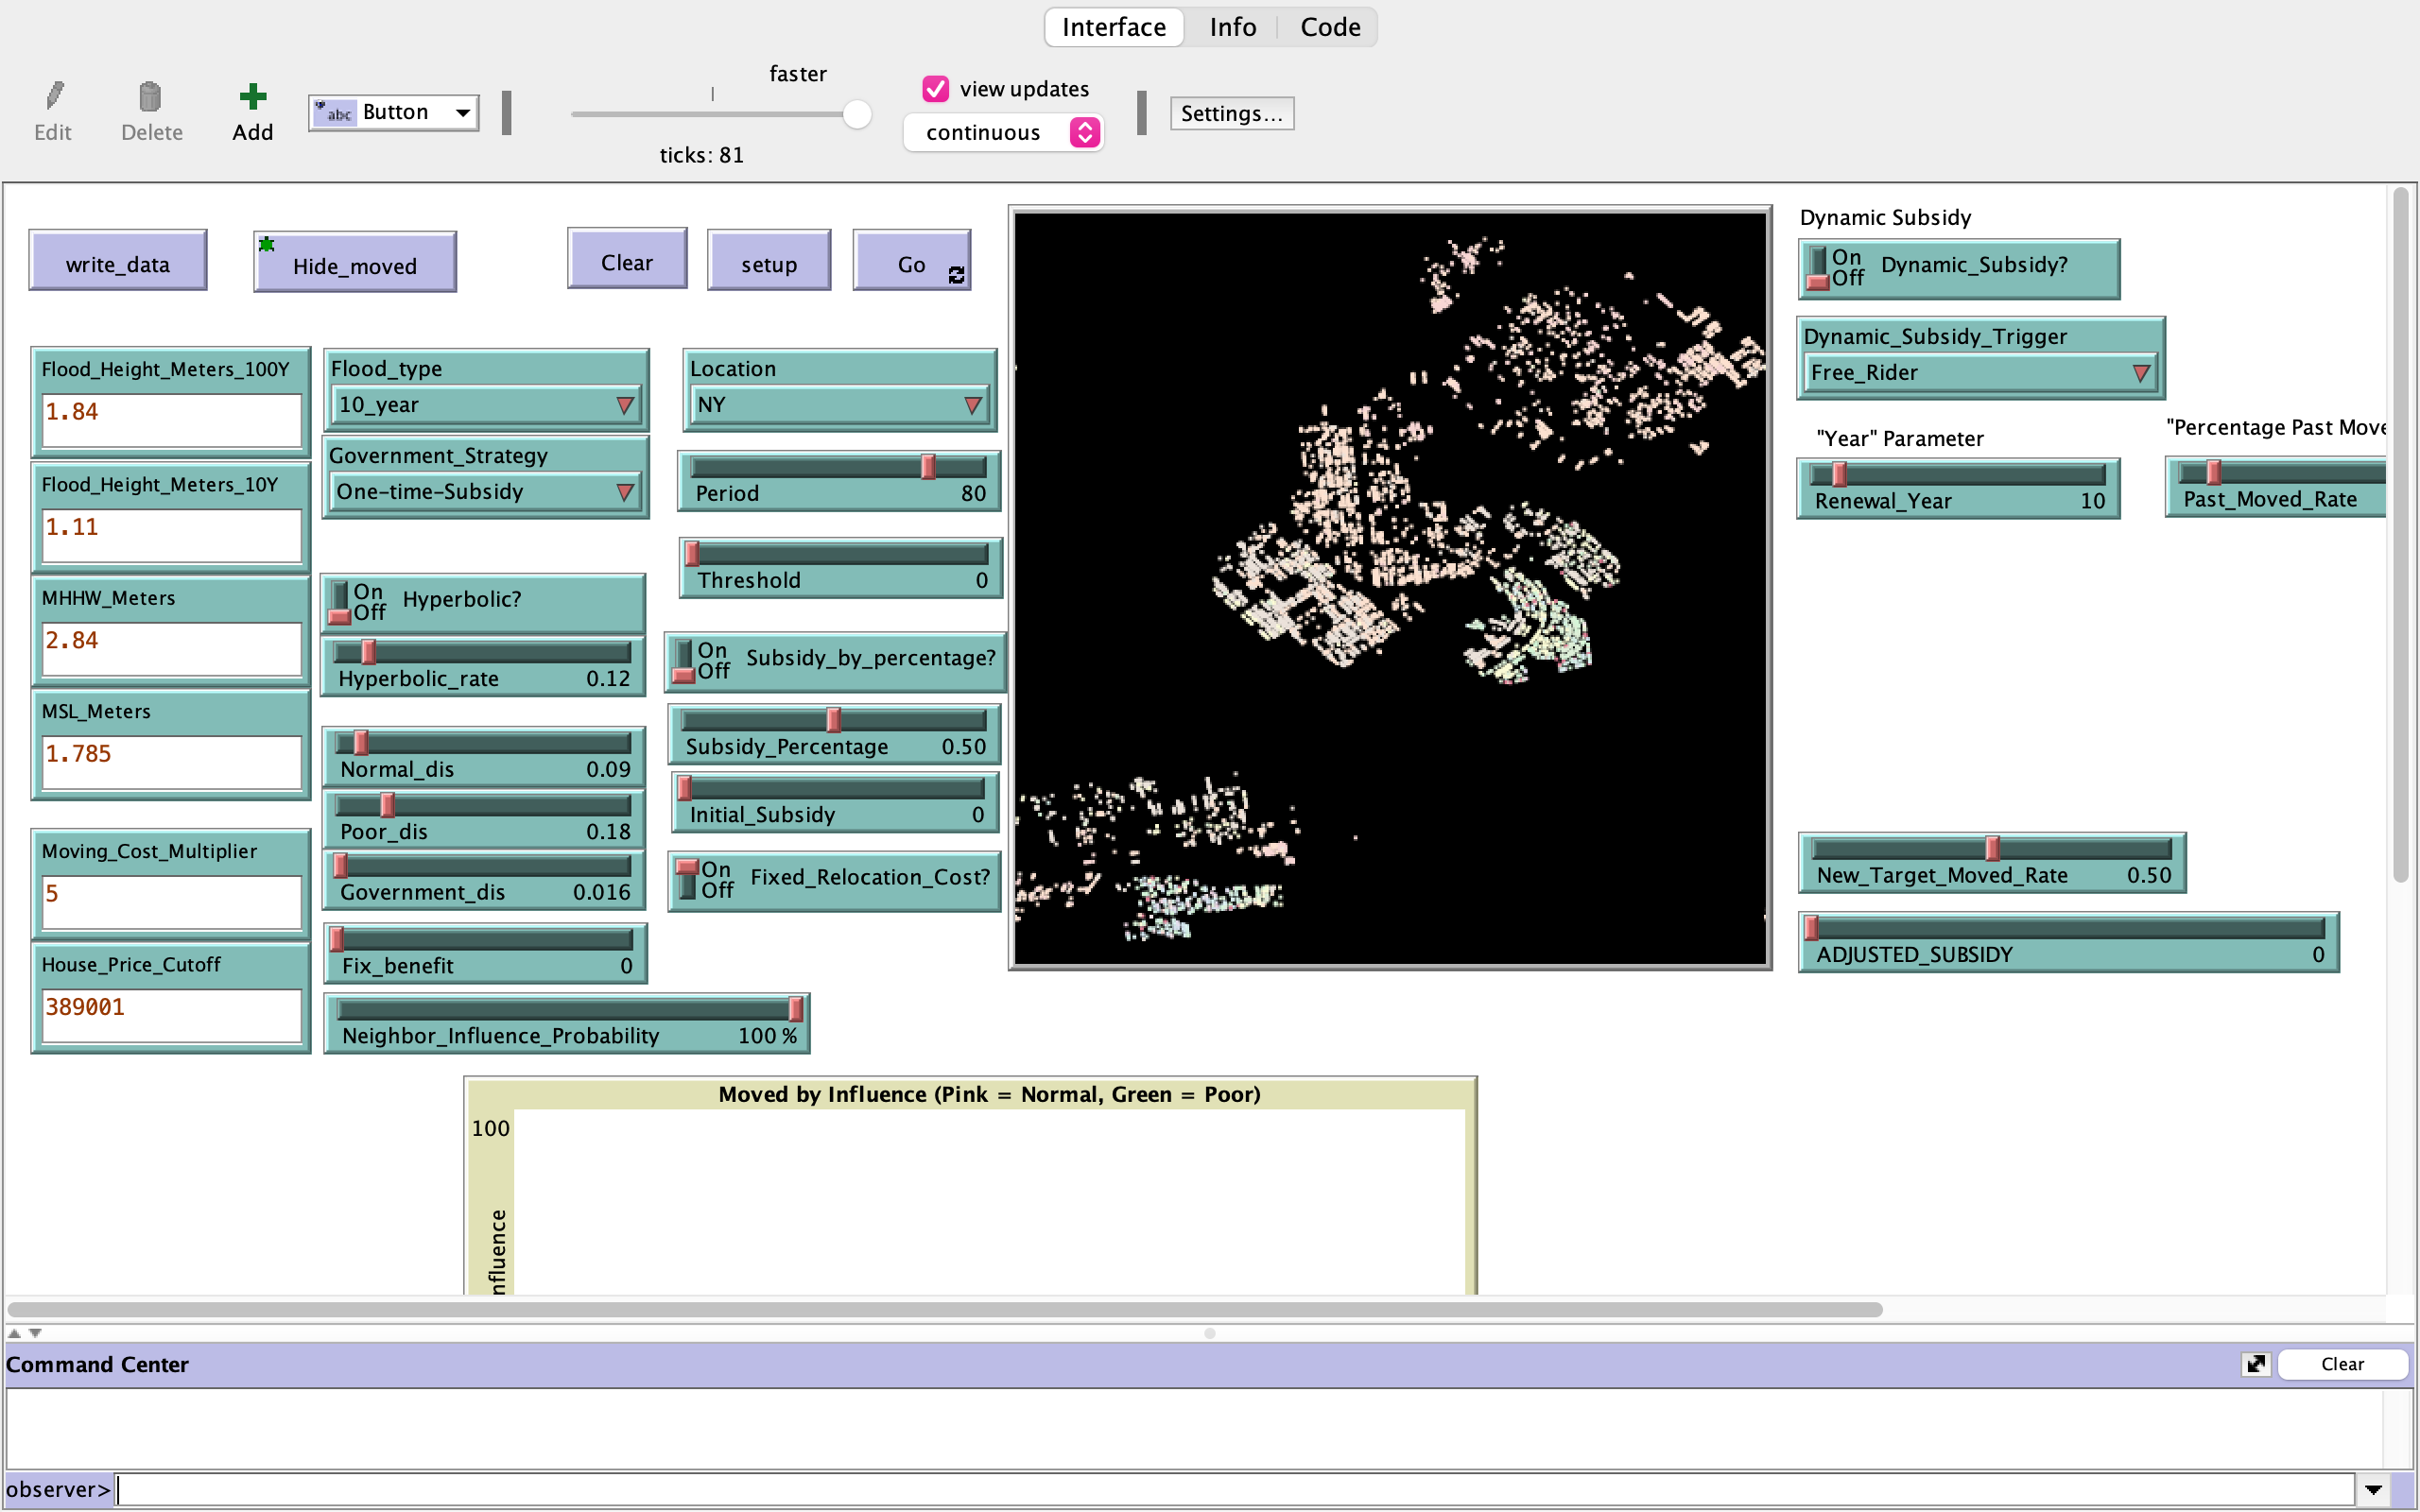 Interface Info Code
Edit Delete Add
abc Button
faster
ticks: 81
view updates
continuous
Settings...
write_data
Hide_moved
Clear
setup
Go
Flood_Height_Meters_100Y
1.84
Flood_Height_Meters_10Y
1.11
MHHW_Meters
2.84
MSL_Meters
1.785
Moving_Cost_Multiplier
5
House_Price_Cutoff
389001
Flood_type
10_year
Government_Strategy
One-time-Subsidy
On
Off
Hyperbolic?
Hyperbolic_rate 0.12
Normal_dis 0.09
Poor_dis 0.18
Government_dis 0.016
Fix_benefit 0
Neighbor_Influence_Probability 100 %
Location
NY
Period 80
Threshold 0
On
Off
Subsidy_by_percentage?
Subsidy_Percentage 0.50
Initial_Subsidy 0
On
Off
Fixed_Relocation_Cost?
Dynamic Subsidy
On
Off
Dynamic_Subsidy?
Dynamic_Subsidy_Trigger
Free_Rider
"Year" Parameter
Renewal_Year 10
"Percentage Past Move
Past_Moved_Rate
New_Target_Moved_Rate 0.50
ADJUSTED_SUBSIDY 0
Moved by Influence (Pink = Normal, Green = Poor)
100
nfluence
Command Center
Clear
observer>